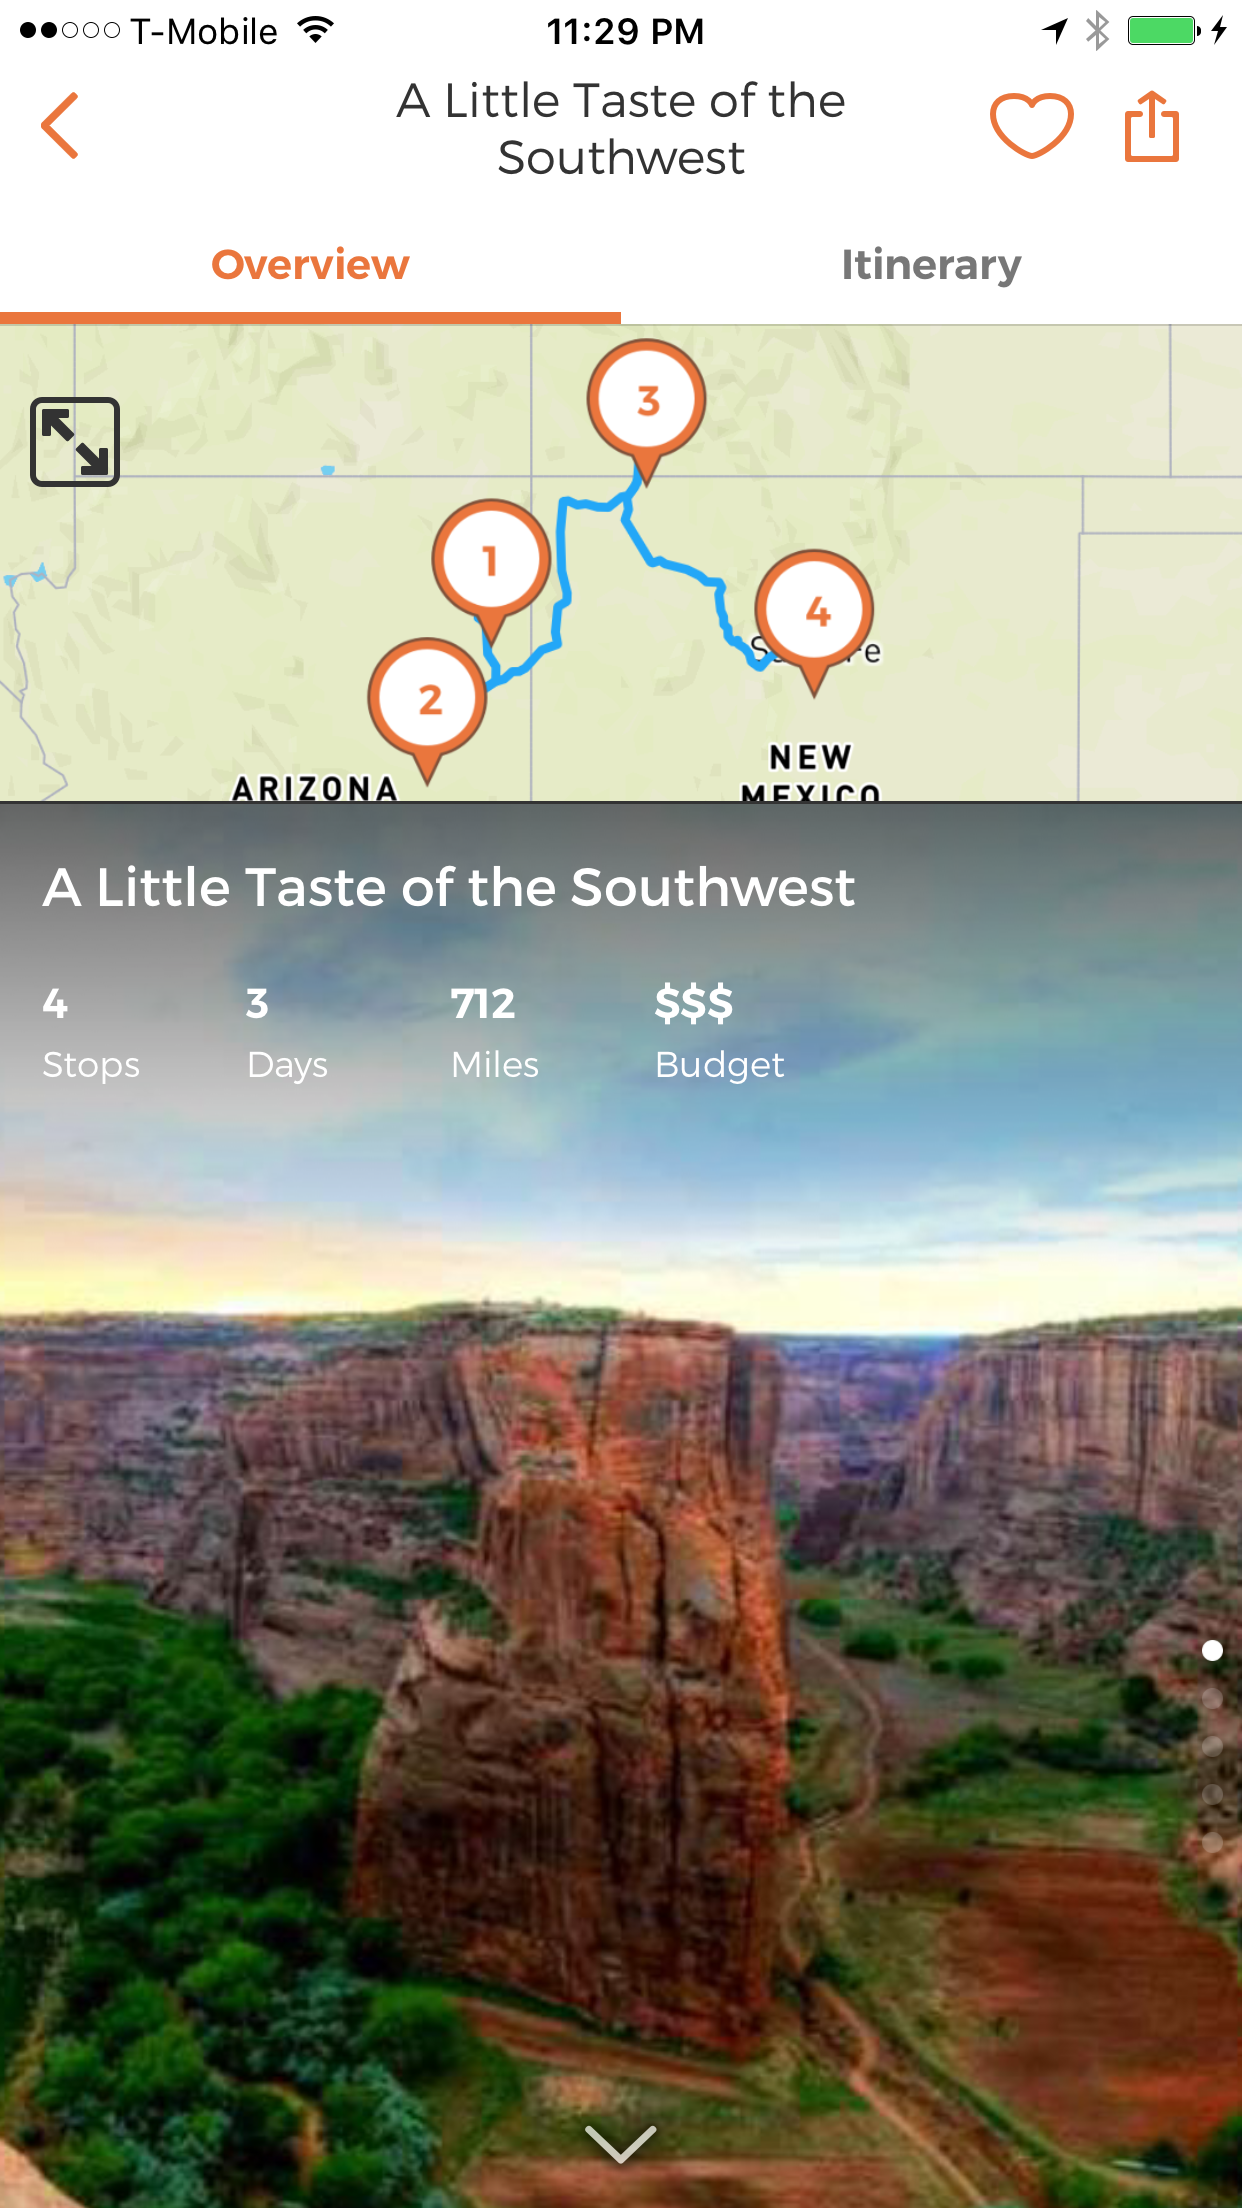 T-Mobile 11:29 PM
A Little Taste of the
Southwest
Overview Itinerary
3
1
4
2
NEW
ARIZONA
MEXICO
A Little Taste of the Southwest
4 3 712 $$$
Stops Days Miles Budget